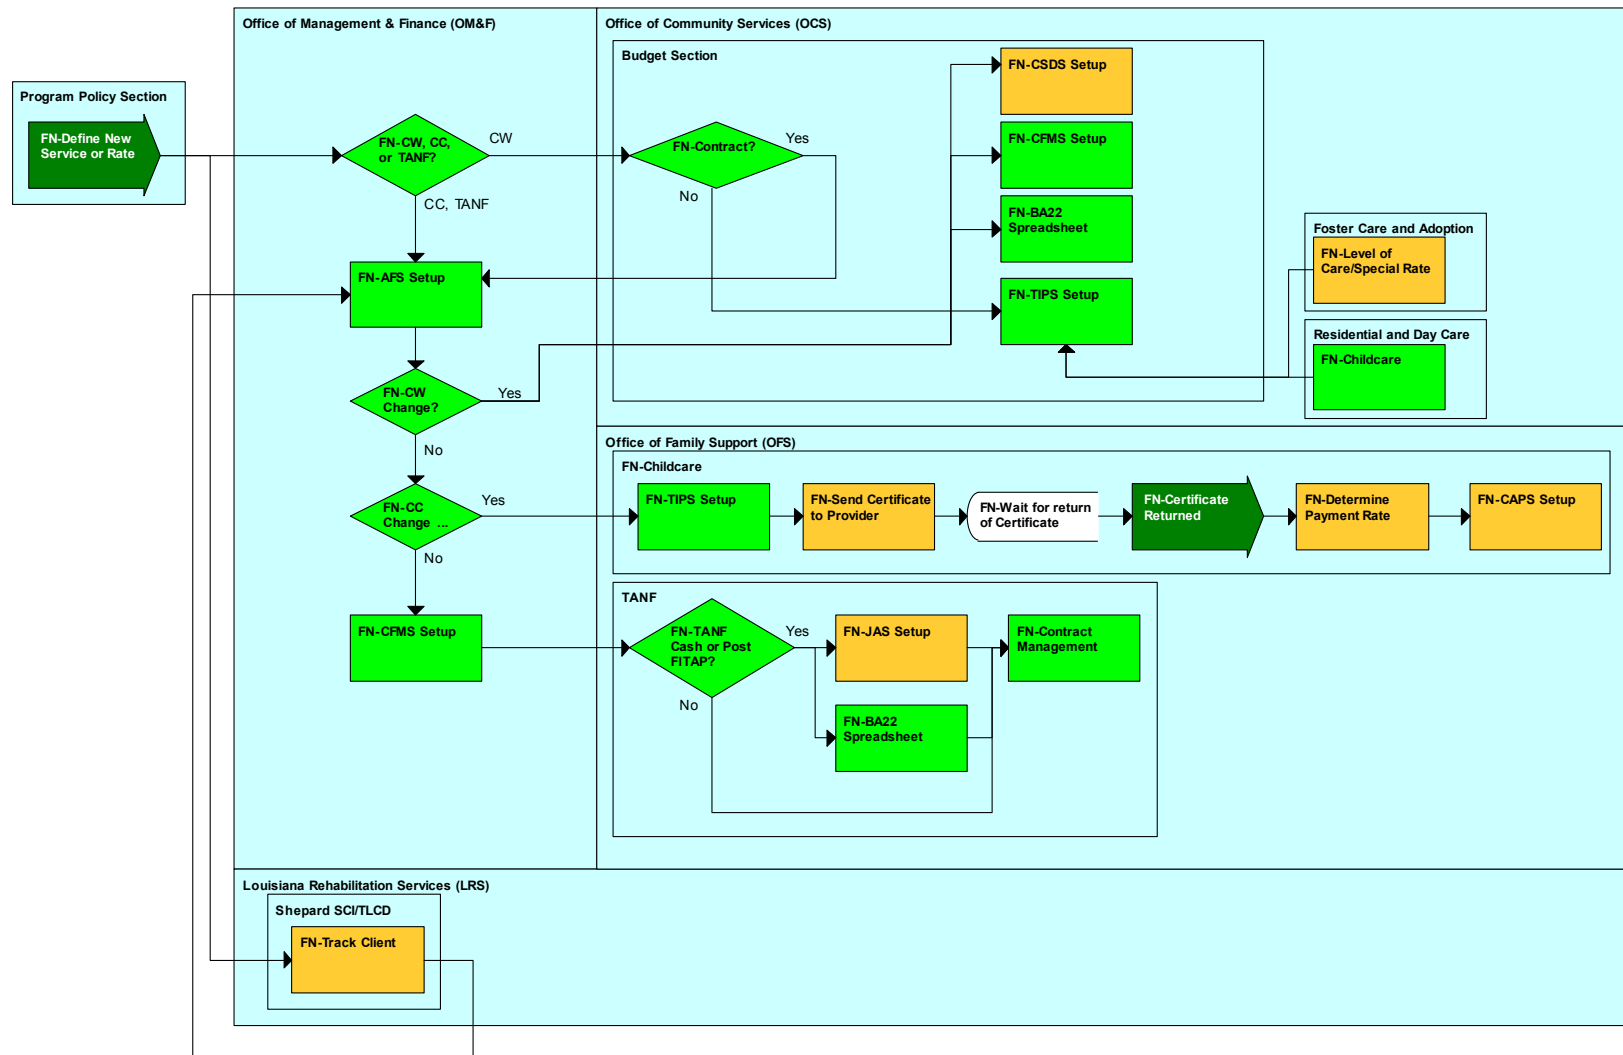 Office of Management & Finance (OM&F)
Office of Community Services (OCS)
Budget Section
FN-CSDS Setup
Program Policy Section
FN-Define New
Service or Rate
FN-CW, CC,
or TANF?
CW
FN-Contract?
Yes
No
CC, TANF
FN-CFMS Setup
FN-BA22
Spreadsheet
Foster Care and Adoption
FN-Level of
Care/Special Rate
FN-AFS Setup
FN-TIPS Setup
Residential and Day Care
FN-Childcare
FN-CW
Change?
Yes
No
Office of Family Support (OFS)
FN-Childcare
FN-CC
Change ...
Yes
No
FN-TIPS Setup
FN-Send Certificate
to Provider
FN-Wait for return
of Certificate
FN-Certificate
Returned
FN-Determine
Payment Rate
FN-CAPS Setup
TANF
FN-CFMS Setup
FN-TANF
Cash or Post
FITAP?
Yes
No
FN-JAS Setup
FN-Contract
Management
FN-BA22
Spreadsheet
Louisiana Rehabilitation Services (LRS)
Shepard SCI/TLCD
FN-Track Client